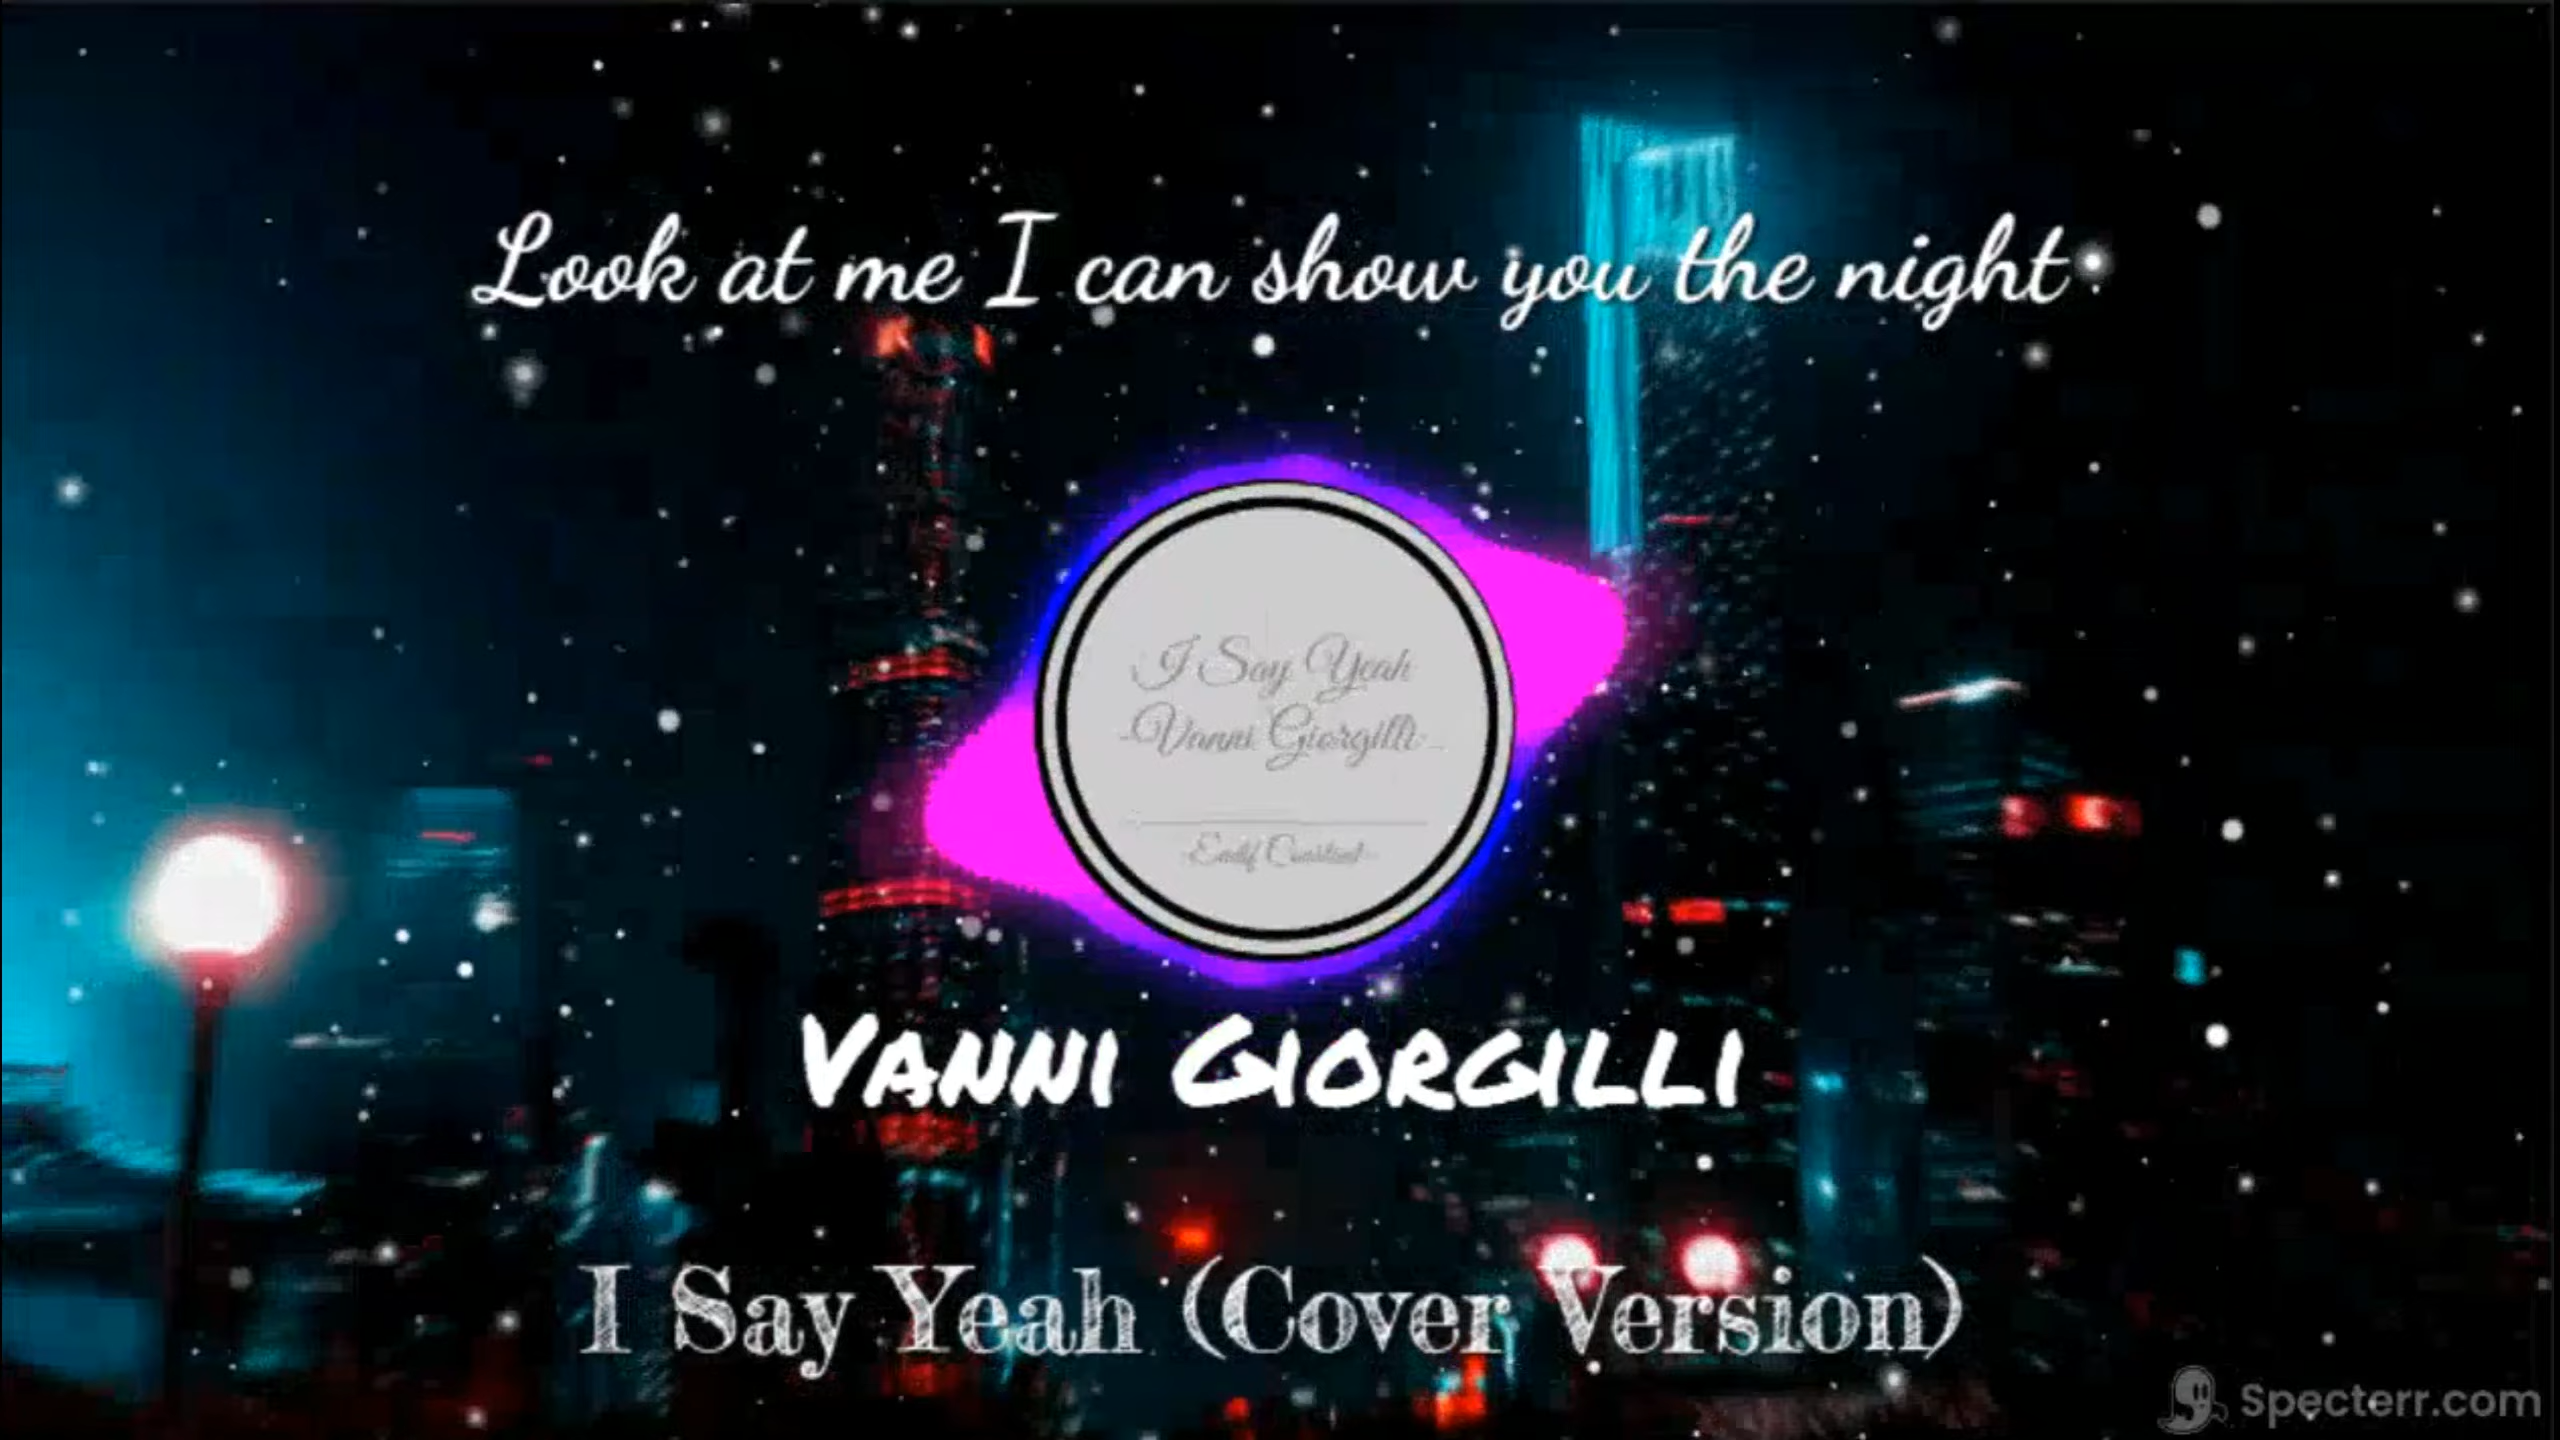 Look at me I can show you the night
I Say Yeah
Vanni Giorgilli
Vanni Giorgilli
I Say Yeah (Cover Version)
Specterr.com